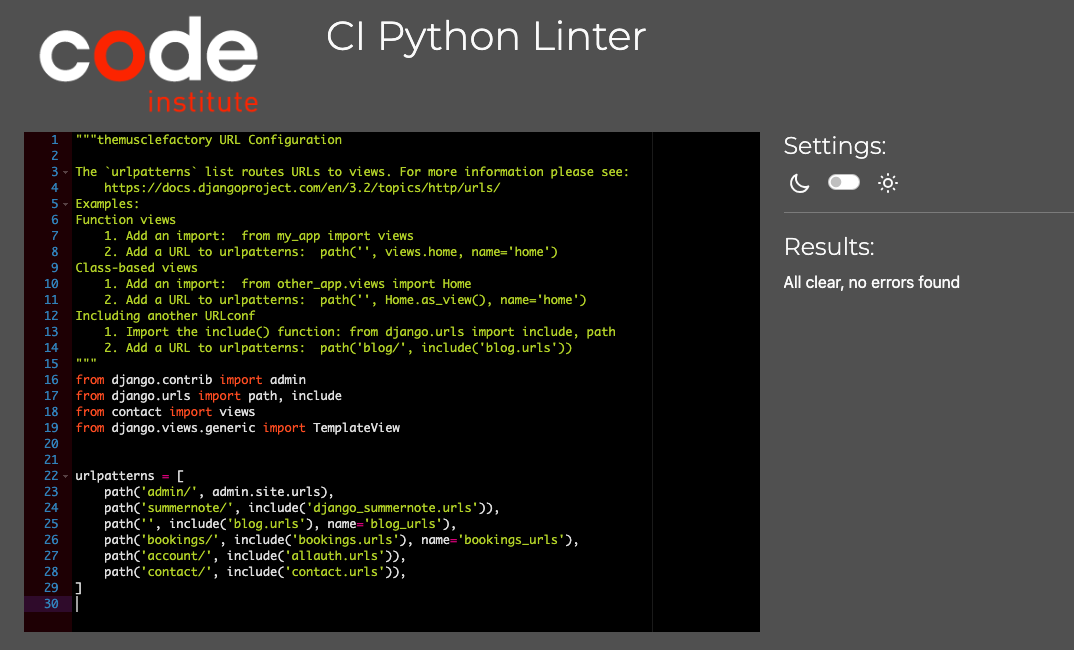 code
institute
CI Python Linter
1 """themusclefactory URL Configuration
2
3 The `urlpatterns` list routes URLs to views. For more information please see:
4     https://docs.djangoproject.com/en/3.2/topics/http/urls/
5 Examples:
6 Function views
7     1. Add an import:  from my_app import views
8     2. Add a URL to urlpatterns:  path('', views.home, name='home')
9 Class-based views
10     1. Add an import:  from other_app.views import Home
11     2. Add a URL to urlpatterns:  path('', Home.as_view(), name='home')
12 Including another URLconf
13     1. Import the include() function: from django.urls import include, path
14     2. Add a URL to urlpatterns:  path('blog/', include('blog.urls'))
15 """
16 from django.contrib import admin
17 from django.urls import path, include
18 from contact import views
19 from django.views.generic import TemplateView
20
21
22 urlpatterns = [
23     path('admin/', admin.site.urls),
24     path('summernote/', include('django_summernote.urls')),
25     path('', include('blog.urls'), name='blog_urls'),
26     path('bookings/', include('bookings.urls'), name='bookings_urls'),
27     path('account/', include('allauth.urls')),
28     path('contact/', include('contact.urls')),
29 ]
30
Settings:
Results:
All clear, no errors found